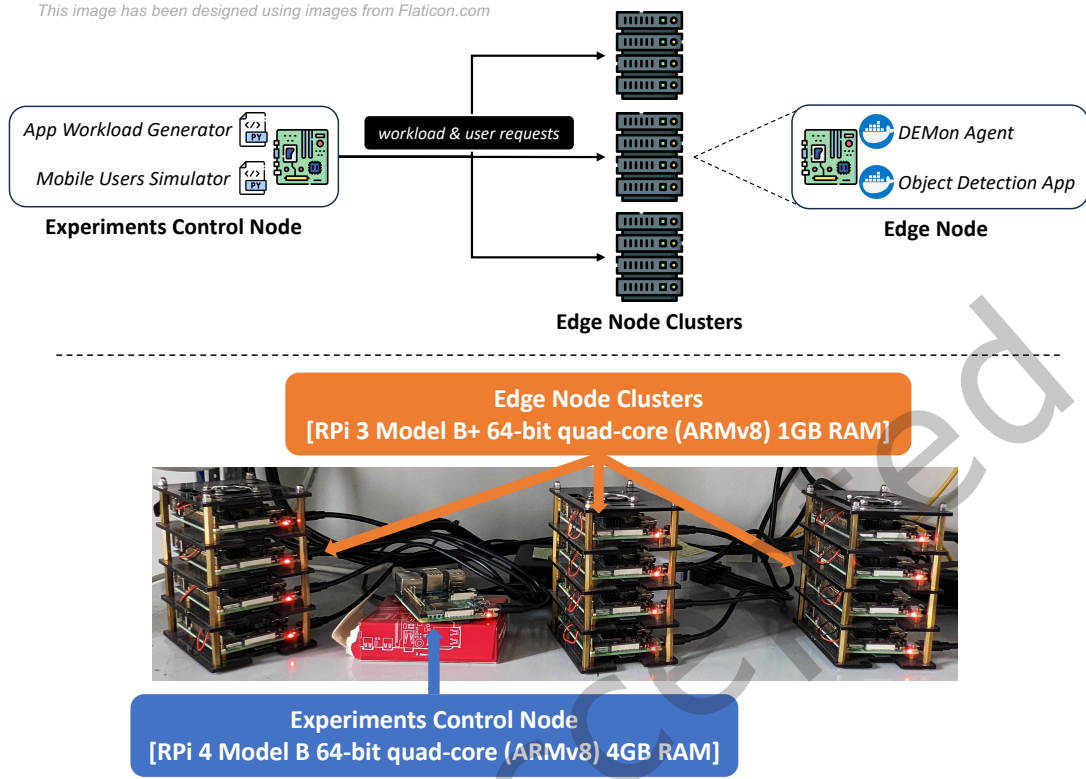 This image has been designed using images from Flaticon.com
App Workload Generator
PY
Mobile Users Simulator
PY
Experiments Control Node
workload & user requests
Edge Node Clusters
DEMon Agent
Object Detection App
Edge Node
Edge Node Clusters
[RPi 3 Model B+ 64-bit quad-core (ARMv8) 1GB RAM]
Experiments Control Node
[RPi 4 Model B 64-bit quad-core (ARMv8) 4GB RAM]